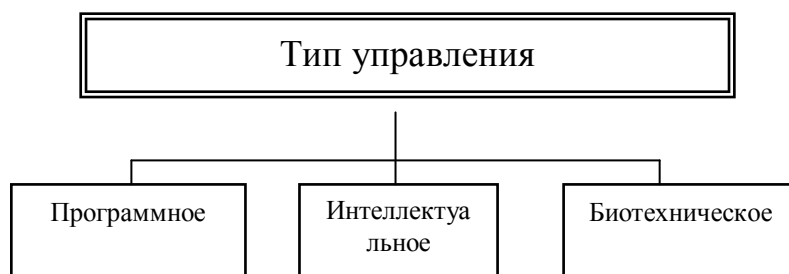 Тип управления
Программное
Интеллектуа
льное
Биотехническое